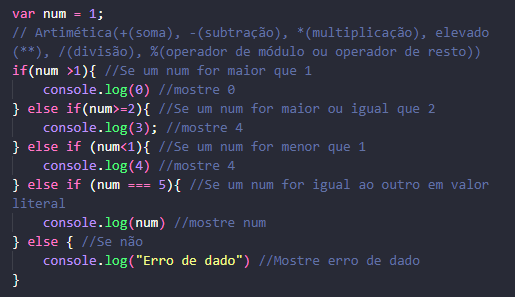 var num = 1;
// Artimética(+(soma), -(subtração), *(multiplicação), elevado
(**), /(divisão), %(operador de módulo ou operador de resto))
if(num >1){ //Se um num for maior que 1
    console.log(0) //mostre 0
} else if(num>=2){ //Se um num for maior ou igual que 2
    console.log(3); //mostre 4
} else if (num<1){ //Se um num for menor que 1
    console.log(4) //mostre 4
} else if (num === 5){ //Se um num for igual ao outro em valor
literal
    console.log(num) //mostre num
} else { //Se não
    console.log("Erro de dado") //Mostre erro de dado
}